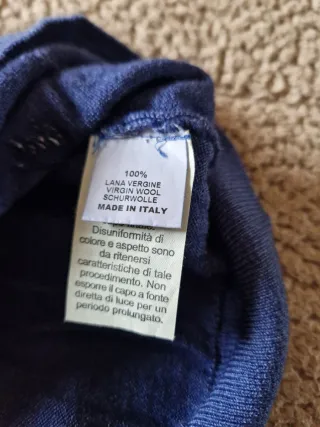 100%
LANA VERGINE
VIRGIN WOOL
SCHURWOLLE
MADE IN ITALY
Disuniformità di
colore e aspetto sono
da ritenersi
caratteristiche di tale
procedimento. Non
esporre il capo a fonte
diretta di luce per un
periodo prolungato.